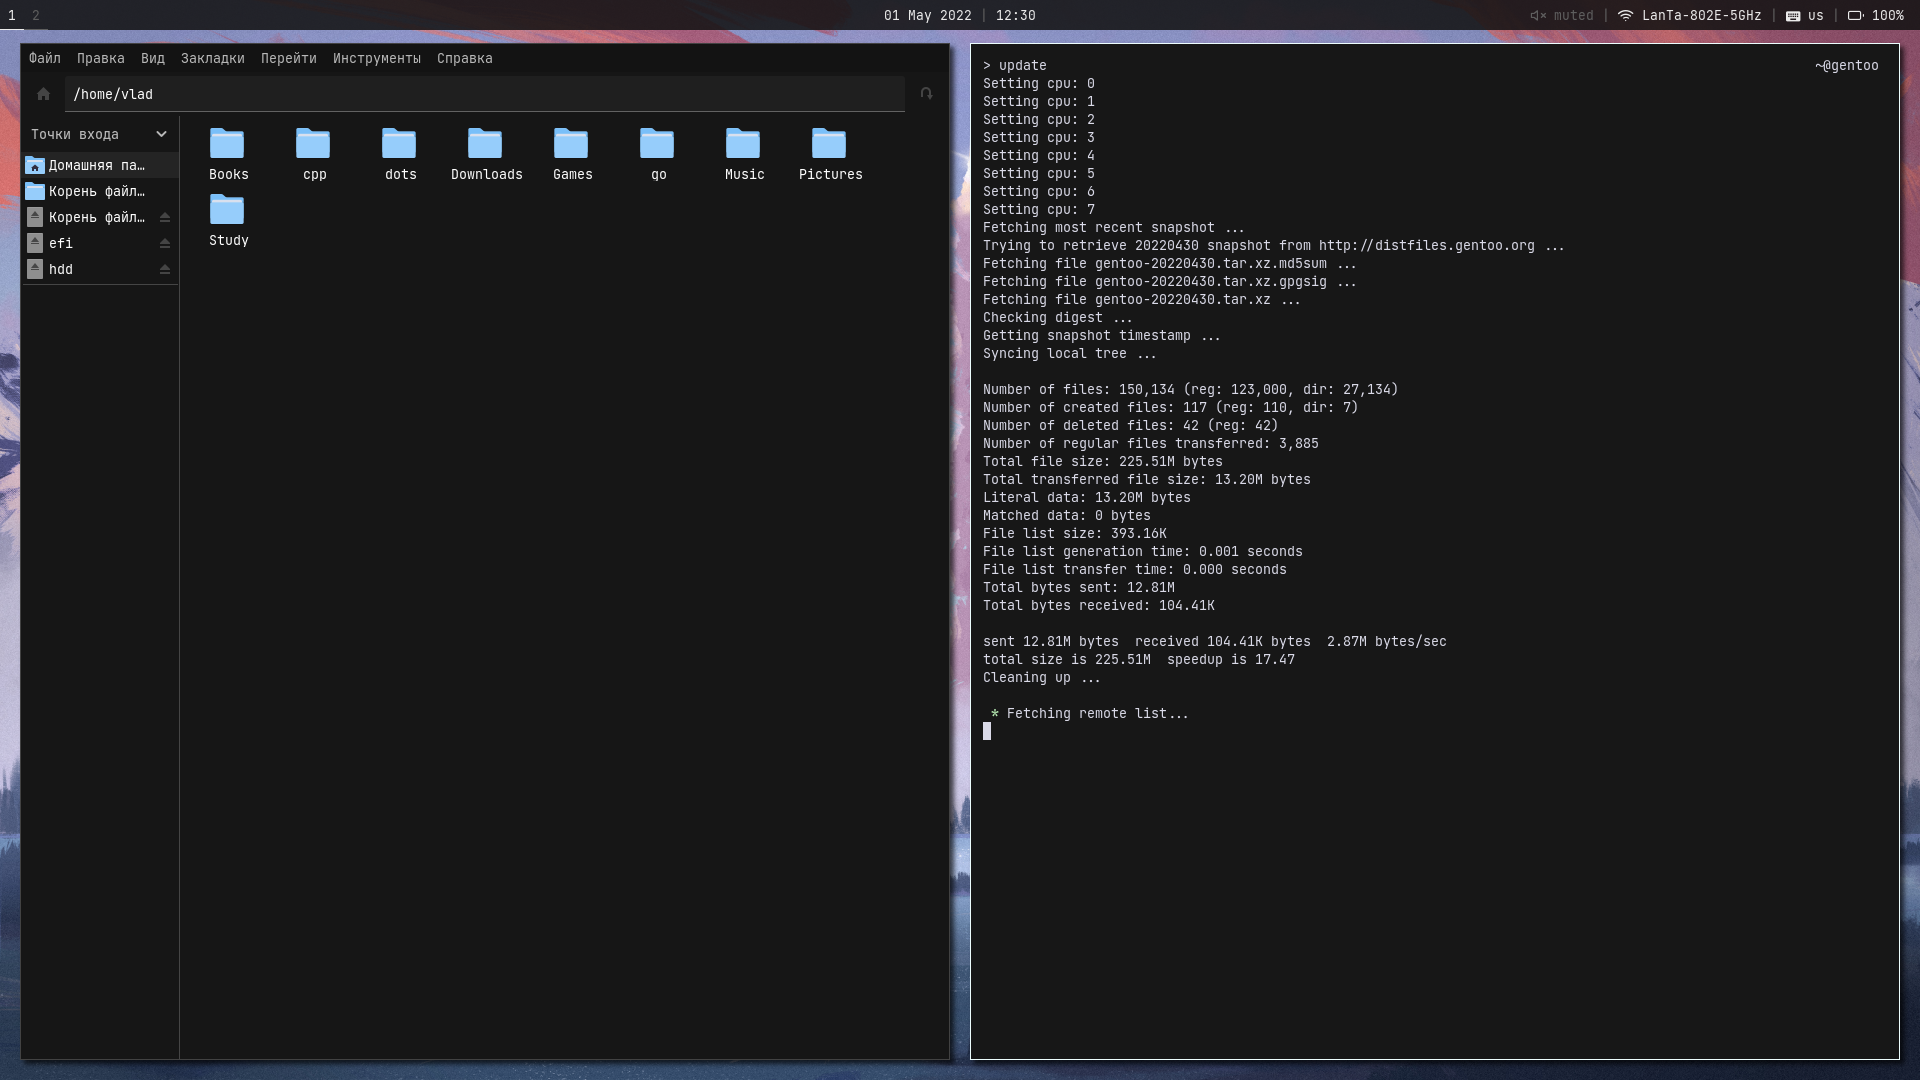 1 2
01 May 2022 | 12:30
muted | LanTa-802E-5GHz | us | 100%
Файл Правка Вид Закладки Перейти Инструменты Справка
/home/vlad
Точки входа
Домашняя па…
Корень файл…
Корень файл…
efi
hdd
Books cpp dots Downloads Games go Music Pictures
Study
> update ~@gentoo
Setting cpu: 0
Setting cpu: 1
Setting cpu: 2
Setting cpu: 3
Setting cpu: 4
Setting cpu: 5
Setting cpu: 6
Setting cpu: 7
Fetching most recent snapshot ...
Trying to retrieve 20220430 snapshot from http://distfiles.gentoo.org ...
Fetching file gentoo-20220430.tar.xz.md5sum ...
Fetching file gentoo-20220430.tar.xz.gpgsig ...
Fetching file gentoo-20220430.tar.xz ...
Checking digest ...
Getting snapshot timestamp ...
Syncing local tree ...
Number of files: 150,134 (reg: 123,000, dir: 27,134)
Number of created files: 117 (reg: 110, dir: 7)
Number of deleted files: 42 (reg: 42)
Number of regular files transferred: 3,885
Total file size: 225.51M bytes
Total transferred file size: 13.20M bytes
Literal data: 13.20M bytes
Matched data: 0 bytes
File list size: 393.16K
File list generation time: 0.001 seconds
File list transfer time: 0.000 seconds
Total bytes sent: 12.81M
Total bytes received: 104.41K
sent 12.81M bytes  received 104.41K bytes  2.87M bytes/sec
total size is 225.51M  speedup is 17.47
Cleaning up ...
* Fetching remote list...